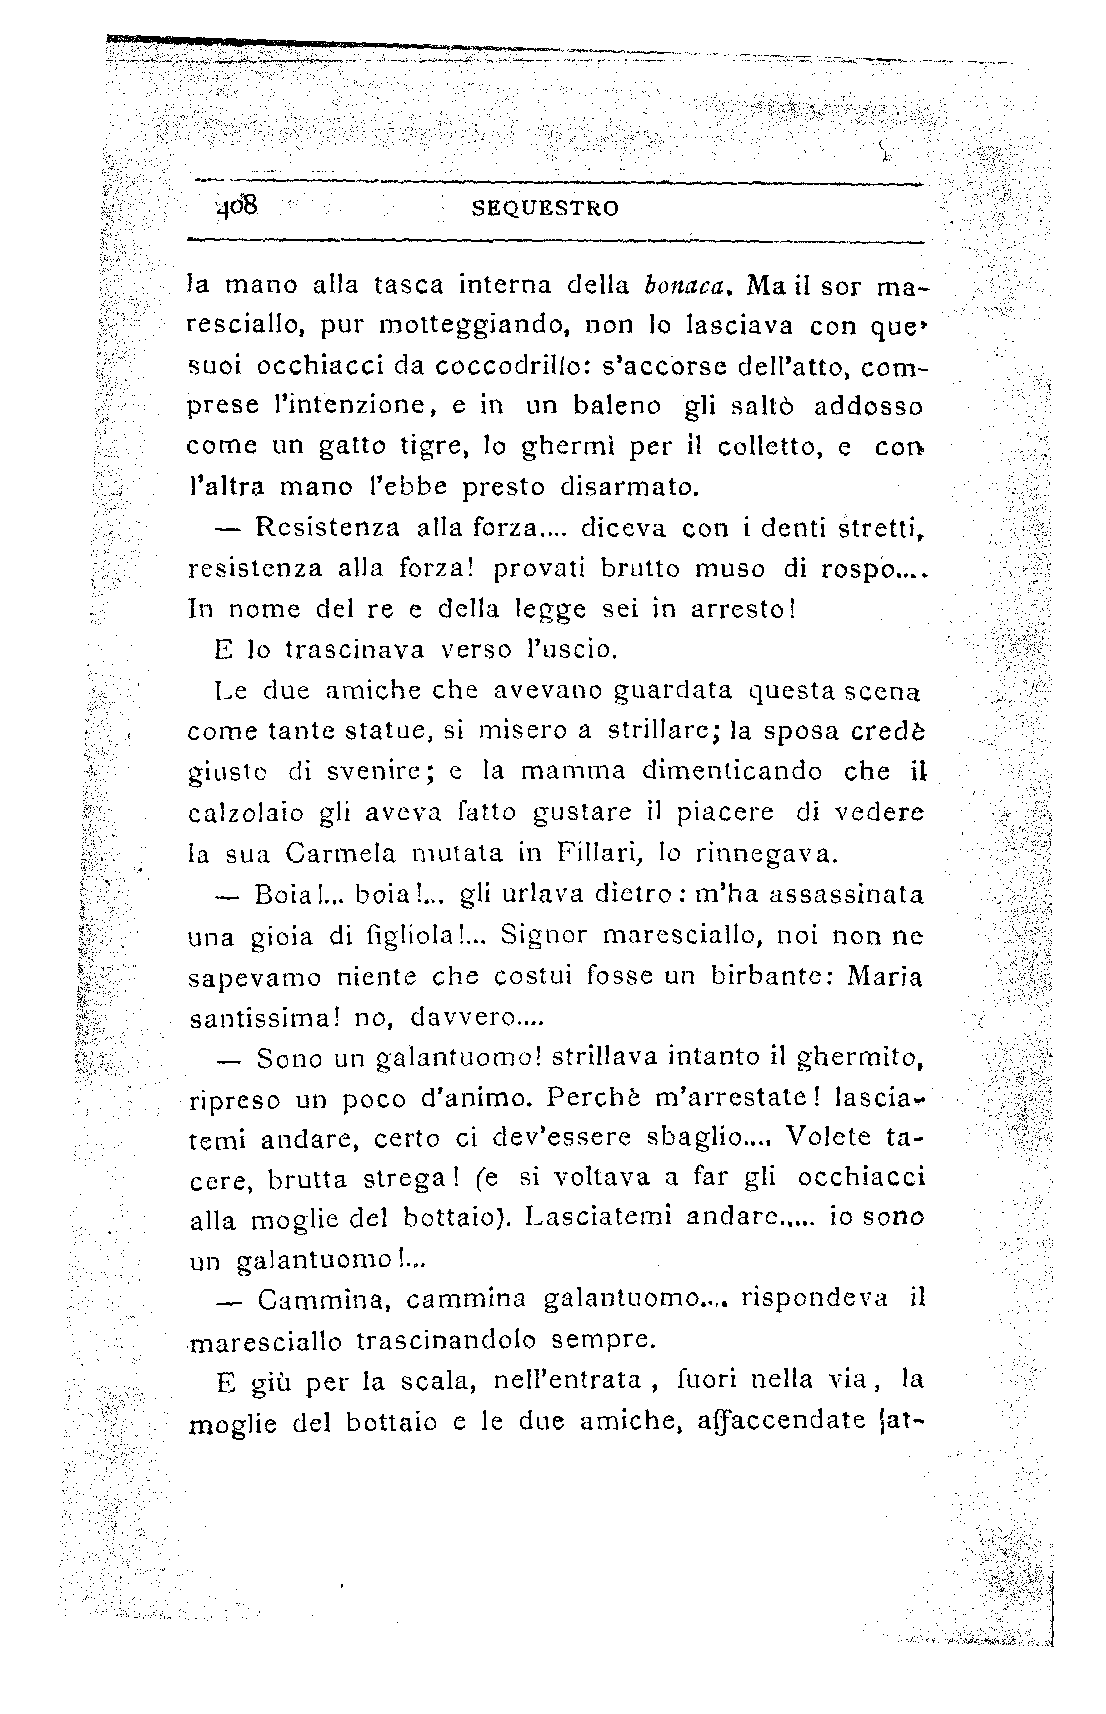 408 SEQUESTRO
la mano alla tasca interna della bonaca. Ma il sor ma-
resciallo, pur motteggiando, non lo lasciava con que'
suoi occhiacci da coccodrillo: s'accorse dell'atto, com-
prese l'intenzione, e in un baleno gli saltò addosso
come un gatto tigre, lo ghermì per il colletto, e con
l'altra mano l'ebbe presto disarmato.
— Resistenza alla forza.... diceva con i denti stretti,
resistenza alla forza! provati brutto muso di rospo....
In nome del re e della legge sei in arresto!
E lo trascinava verso l'uscio.
Le due amiche che avevano guardata questa scena
come tante statue, si misero a strillare; la sposa credè
giusto di svenire; e la mamma dimenticando che il
calzolaio gli aveva fatto gustare il piacere di vedere
la sua Carmela mutata in Fillari, lo rinnegava.
— Boia!... boia!... gli urlava dietro: m'ha assassinata
una gioia di figliola!... Signor maresciallo, noi non ne
sapevamo niente che costui fosse un birbante: Maria
santissima! no, davvero....
— Sono un galantuomo! strillava intanto il ghermito,
ripreso un poco d'animo. Perchè m'arrestate! lascia-
temi andare, certo ci dev'essere sbaglio.... Volete ta-
cere, brutta strega! (e si voltava a far gli occhiacci
alla moglie del bottaio). Lasciatemi andare..... io sono
un galantuomo!...
— Cammina, cammina galantuomo.... rispondeva il
maresciallo trascinandolo sempre.
E giù per la scala, nell'entrata, fuori nella via, la
moglie del bottaio e le due amiche, affaccendate fat-